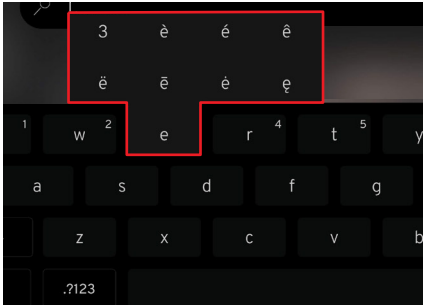 3 è é ê
ë ē ė ę
1 w 2 e r 4 t 5 y
a s d f g
z x c v b
.?123